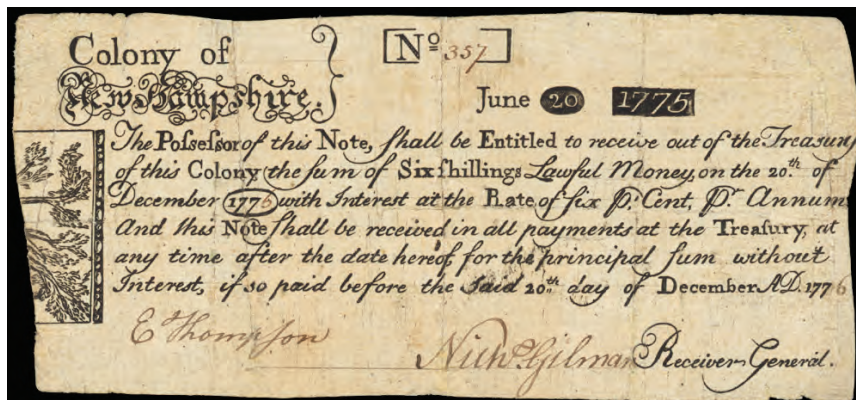 Colony of
New Hampshire.
No 357
June 20 1775
The Possessor of this Note, shall be Entitled to receive out of the Treasury
of this Colony the sum of Six shillings Lawful Money, on the 20.th of
December 1776 with Interest at the Rate of six Pr. Cent, Pr. Annum
And this Note shall be received in all payments at the Treasury, at
any time after the date hereof, for the principal sum without
Interest, if so paid before the said 20.th day of December A.D. 1776
E Thompson
Nichs. Gilman Receiver General.